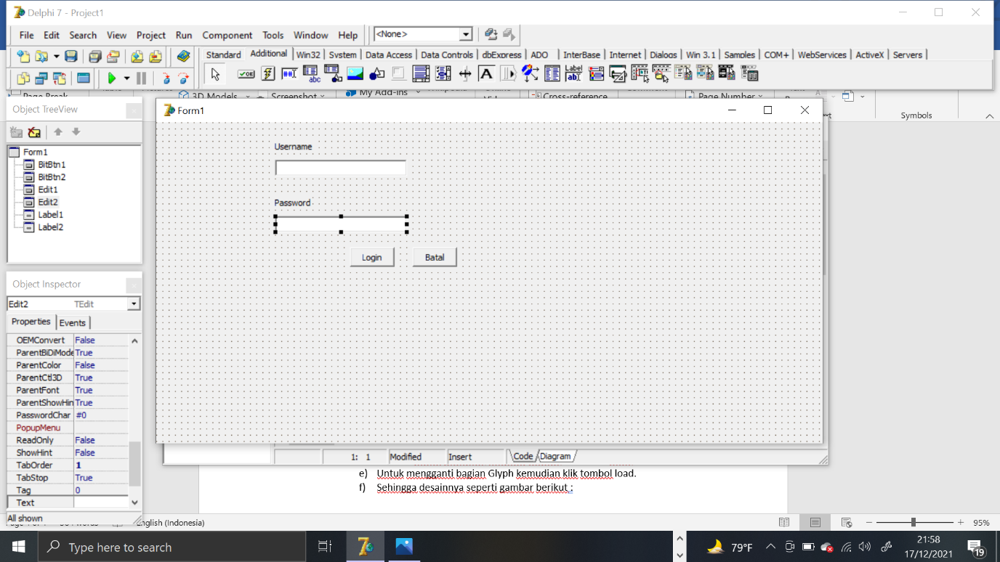 Delphi 7 - Project1
File Edit Search View Project Run Component Tools Window Help <None>
Standard Additional Win32 System Data Access Data Controls dbExpress ADO InterBase Internet Dialogs Win 3.1 Samples COM+ WebServices ActiveX Servers
Page Break 3D Models Screenshot My Add-ins Cross-reference Page Number
Symbols
Object TreeView
Form1
BitBtn1
BitBtn2
Edit1
Edit2
Label1
Label2
Form1
Username
Password
Login Batal
Object Inspector
Edit2 TEdit
Properties Events
OEMConvert False
ParentBiDiMode True
ParentColor False
ParentCtl3D True
ParentFont True
ParentShowHin True
PasswordChar #0
PopupMenu
ReadOnly False
ShowHint False
TabOrder 1
TabStop True
Tag 0
Text
All shown
1: 1 Modified Insert Code Diagram
e) Untuk mengganti bagian Glyph kemudian klik tombol load.
f) Sehingga desainnya seperti gambar berikut :
English (Indonesia) 95%
Type here to search
79°F
21:58
17/12/2021
19